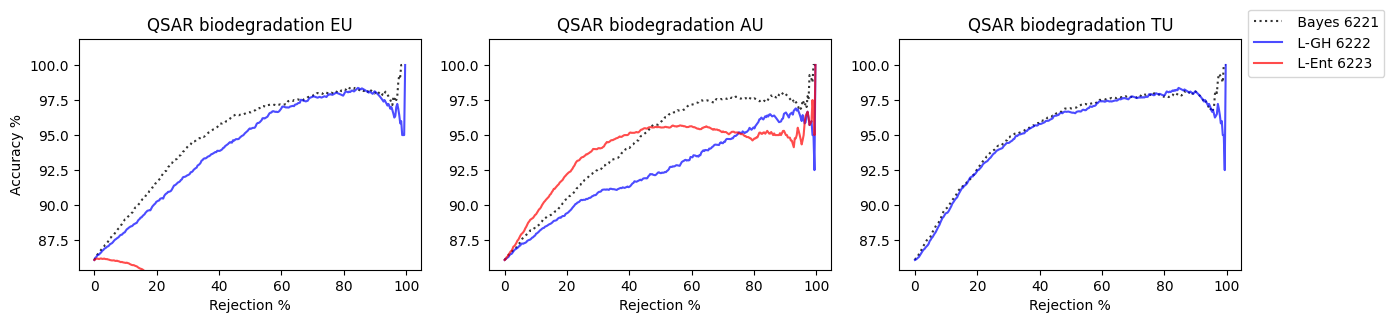 QSAR biodegradation EU
QSAR biodegradation AU
QSAR biodegradation TU
Bayes 6221
L-GH 6222
L-Ent 6223
Accuracy %
100.0
97.5
95.0
92.5
90.0
87.5
0 20 40 60 80 100
Rejection %
100.0
97.5
95.0
92.5
90.0
87.5
0 20 40 60 80 100
Rejection %
100.0
97.5
95.0
92.5
90.0
87.5
0 20 40 60 80 100
Rejection %